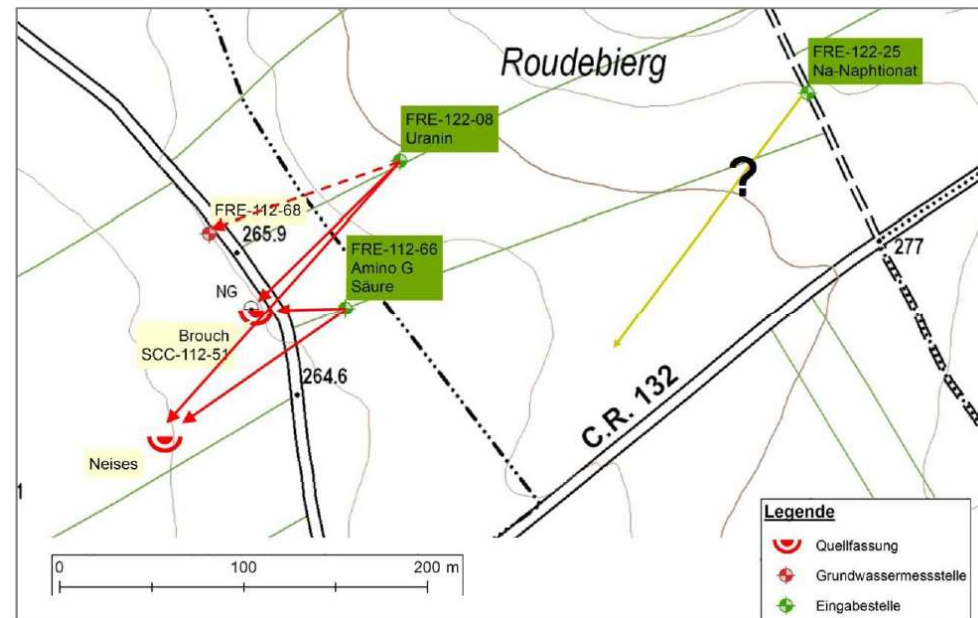 Roudebierg
FRE-122-25
Na-Naphtionat
FRE-122-08
Uranin
?
FRE-112-68
265.9
FRE-112-66
Amino G
Säure
277
NG
Brouch
SCC-112-51
264.6
C.R. 132
Neises
1
Legende
Quellfassung
Grundwassermessstelle
Eingabestelle
0 100 200 m